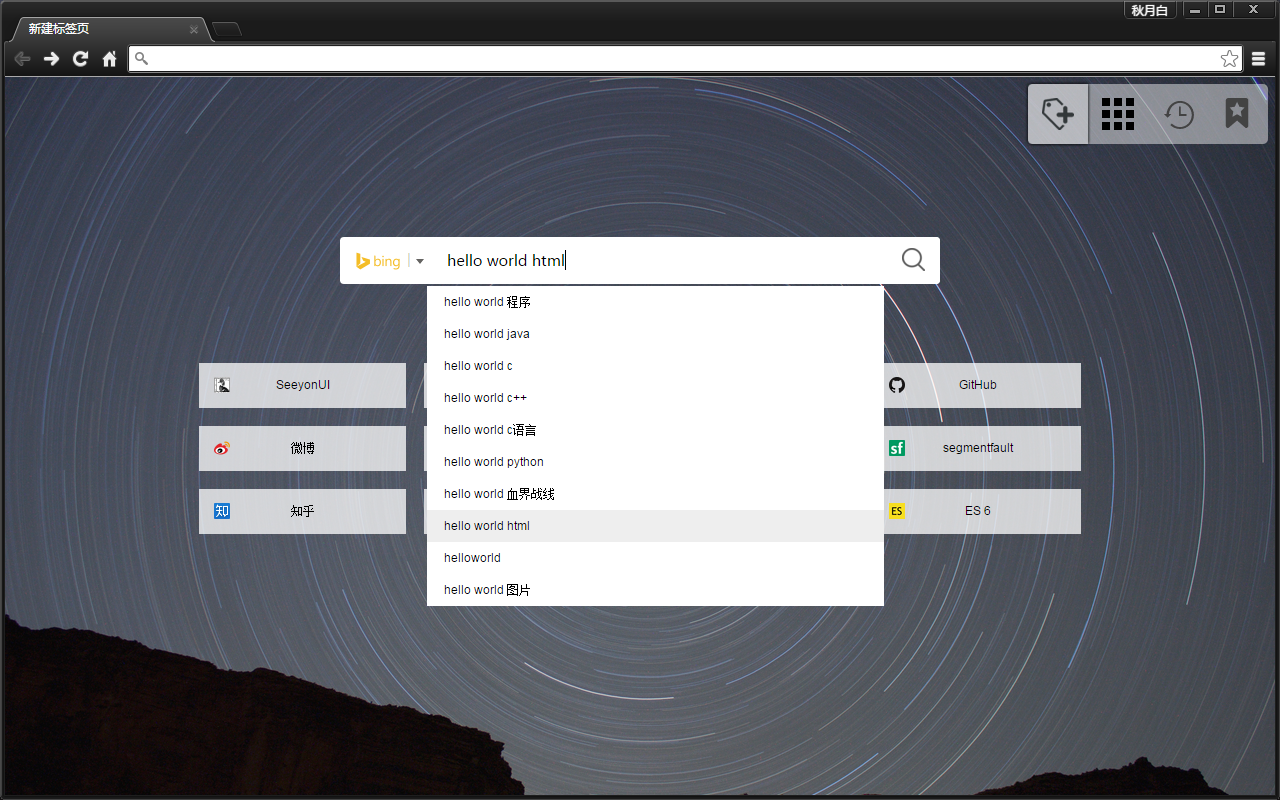 秋月白
新建标签页
bing
hello world html
hello world 程序
hello world java
hello world c
hello world c++
hello world c语言
hello world python
hello world 血界战线
hello world html
helloworld
hello world 图片
SeeyonUI
GitHub
微博
sf
segmentfault
知
知乎
ES
ES 6